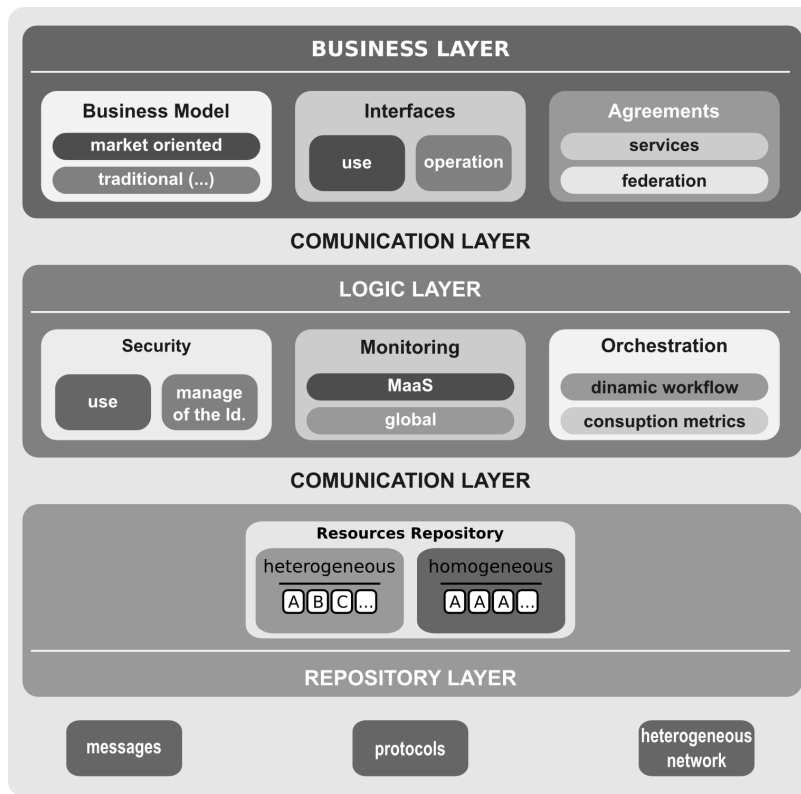 BUSINESS LAYER
Business Model
market oriented
traditional (...)
Interfaces
use
operation
Agreements
services
federation
COMUNICATION LAYER
LOGIC LAYER
Security
use
manage
of the Id.
Monitoring
MaaS
global
Orchestration
dinamic workflow
consuption metrics
COMUNICATION LAYER
Resources Repository
heterogeneous
A B C ...
homogeneous
A A A ...
REPOSITORY LAYER
messages
protocols
heterogeneous
network